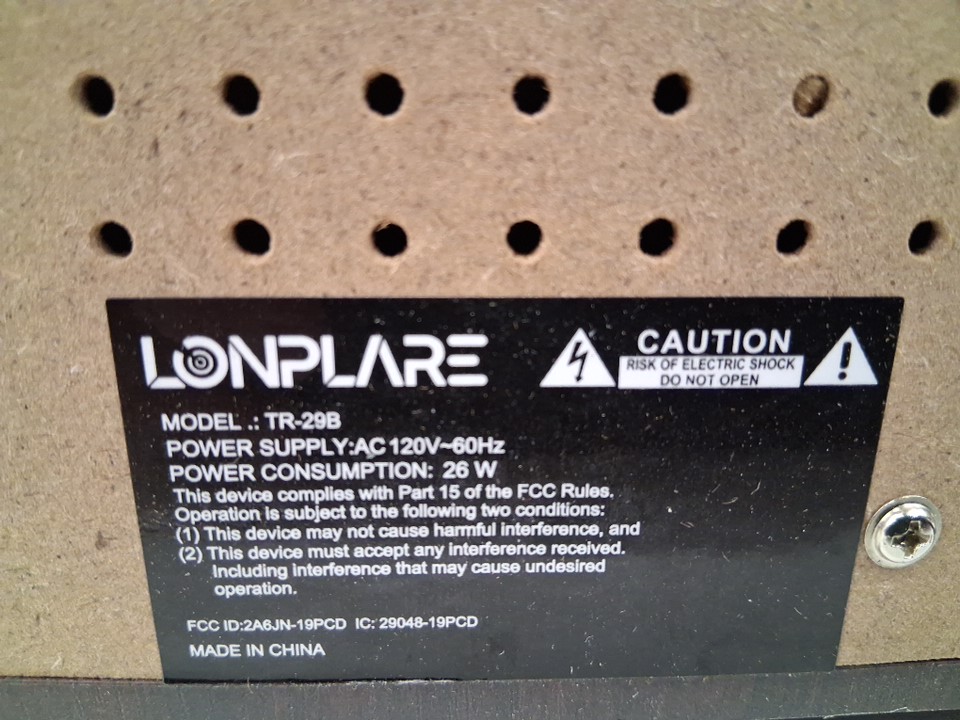 LONPLARE
CAUTION
RISK OF ELECTRIC SHOCK
DO NOT OPEN
MODEL .: TR-29B
POWER SUPPLY:AC 120V~60Hz
POWER CONSUMPTION: 26 W
This device complies with Part 15 of the FCC Rules.
Operation is subject to the following two conditions:
(1) This device may not cause harmful interference, and
(2) This device must accept any interference received.
Including interference that may cause undesired
operation.
FCC ID:2A6JN-19PCD IC: 29048-19PCD
MADE IN CHINA